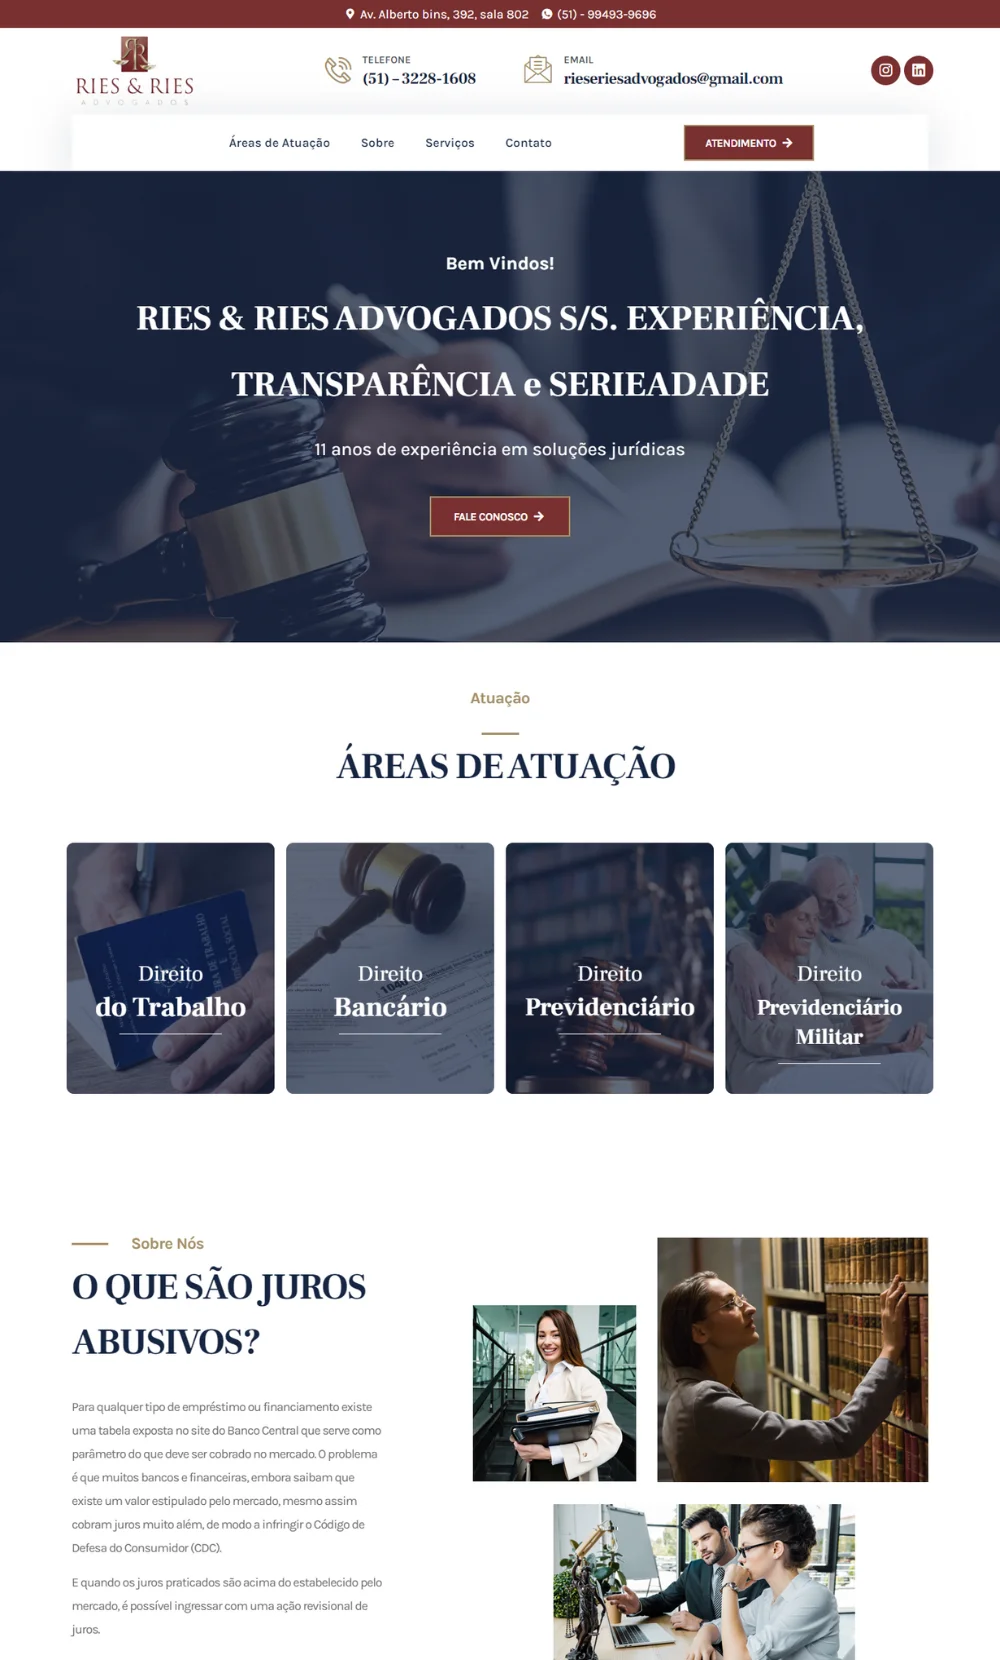 Av. Alberto bins, 392, sala 802 (51) - 99493-9696
RIES & RIES
ADVOGADOS
TELEFONE
(51) – 3228-1608
EMAIL
rieseriesadvogados@gmail.com
Áreas de Atuação Sobre Serviços Contato
ATENDIMENTO
Bem Vindos!
RIES & RIES ADVOGADOS S/S. EXPERIÊNCIA,
TRANSPARÊNCIA e SERIEADADE
11 anos de experiência em soluções jurídicas
FALE CONOSCO
Atuação
ÁREAS DE ATUAÇÃO
Direito
do Trabalho
Direito
Bancário
1040
Direito
Previdenciário
Direito
Previdenciário
Militar
Sobre Nós
O QUE SÃO JUROS
ABUSIVOS?
Para qualquer tipo de empréstimo ou financiamento existe
uma tabela exposta no site do Banco Central que serve como
parâmetro do que deve ser cobrado no mercado. O problema
é que muitos bancos e financeiras, embora saibam que
existe um valor estipulado pelo mercado, mesmo assim
cobram juros muito além, de modo a infringir o Código de
Defesa do Consumidor (CDC).
E quando os juros praticados são acima do estabelecido pelo
mercado, é possível ingressar com uma ação revisional de
juros.